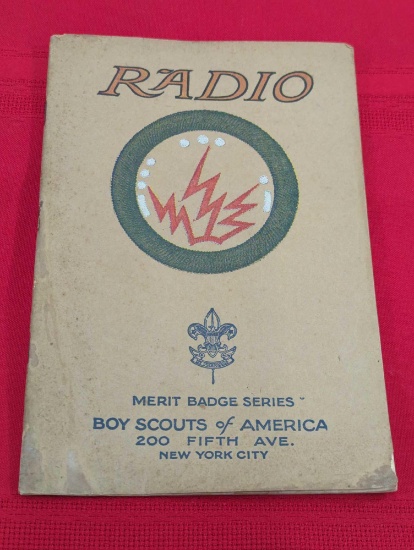 RADIO
MERIT BADGE SERIES
BOY SCOUTS of AMERICA
200 FIFTH AVE.
NEW YORK CITY